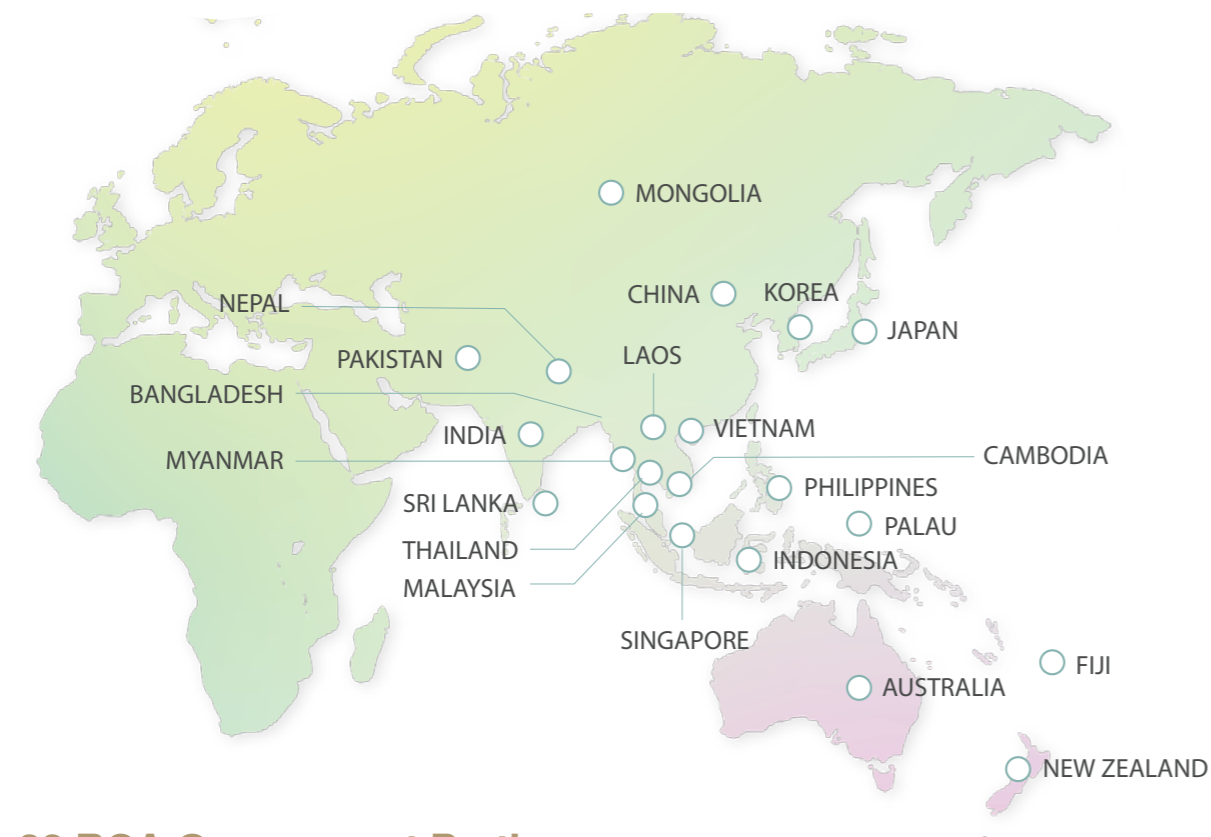 MONGOLIA
CHINA
KOREA
NEPAL
JAPAN
PAKISTAN
LAOS
BANGLADESH
INDIA
VIETNAM
MYANMAR
CAMBODIA
SRI LANKA
PHILIPPINES
PALAU
THAILAND
INDONESIA
MALAYSIA
SINGAPORE
FIJI
AUSTRALIA
NEW ZEALAND